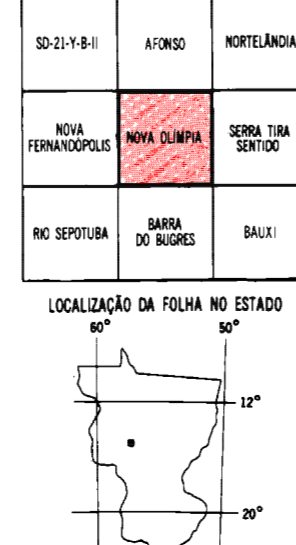 SD-21-Y-B-II
AFONSO
NORTELÂNDIA
NOVA
FERNANDÓPOLIS
NOVA OLÍMPIA
SERRA TIRA
SENTIDO
RIO SEPOTUBA
BARRA
DO BUGRES
BAUXI
LOCALIZAÇÃO DA FOLHA NO ESTADO
60°
50°
12°
20°